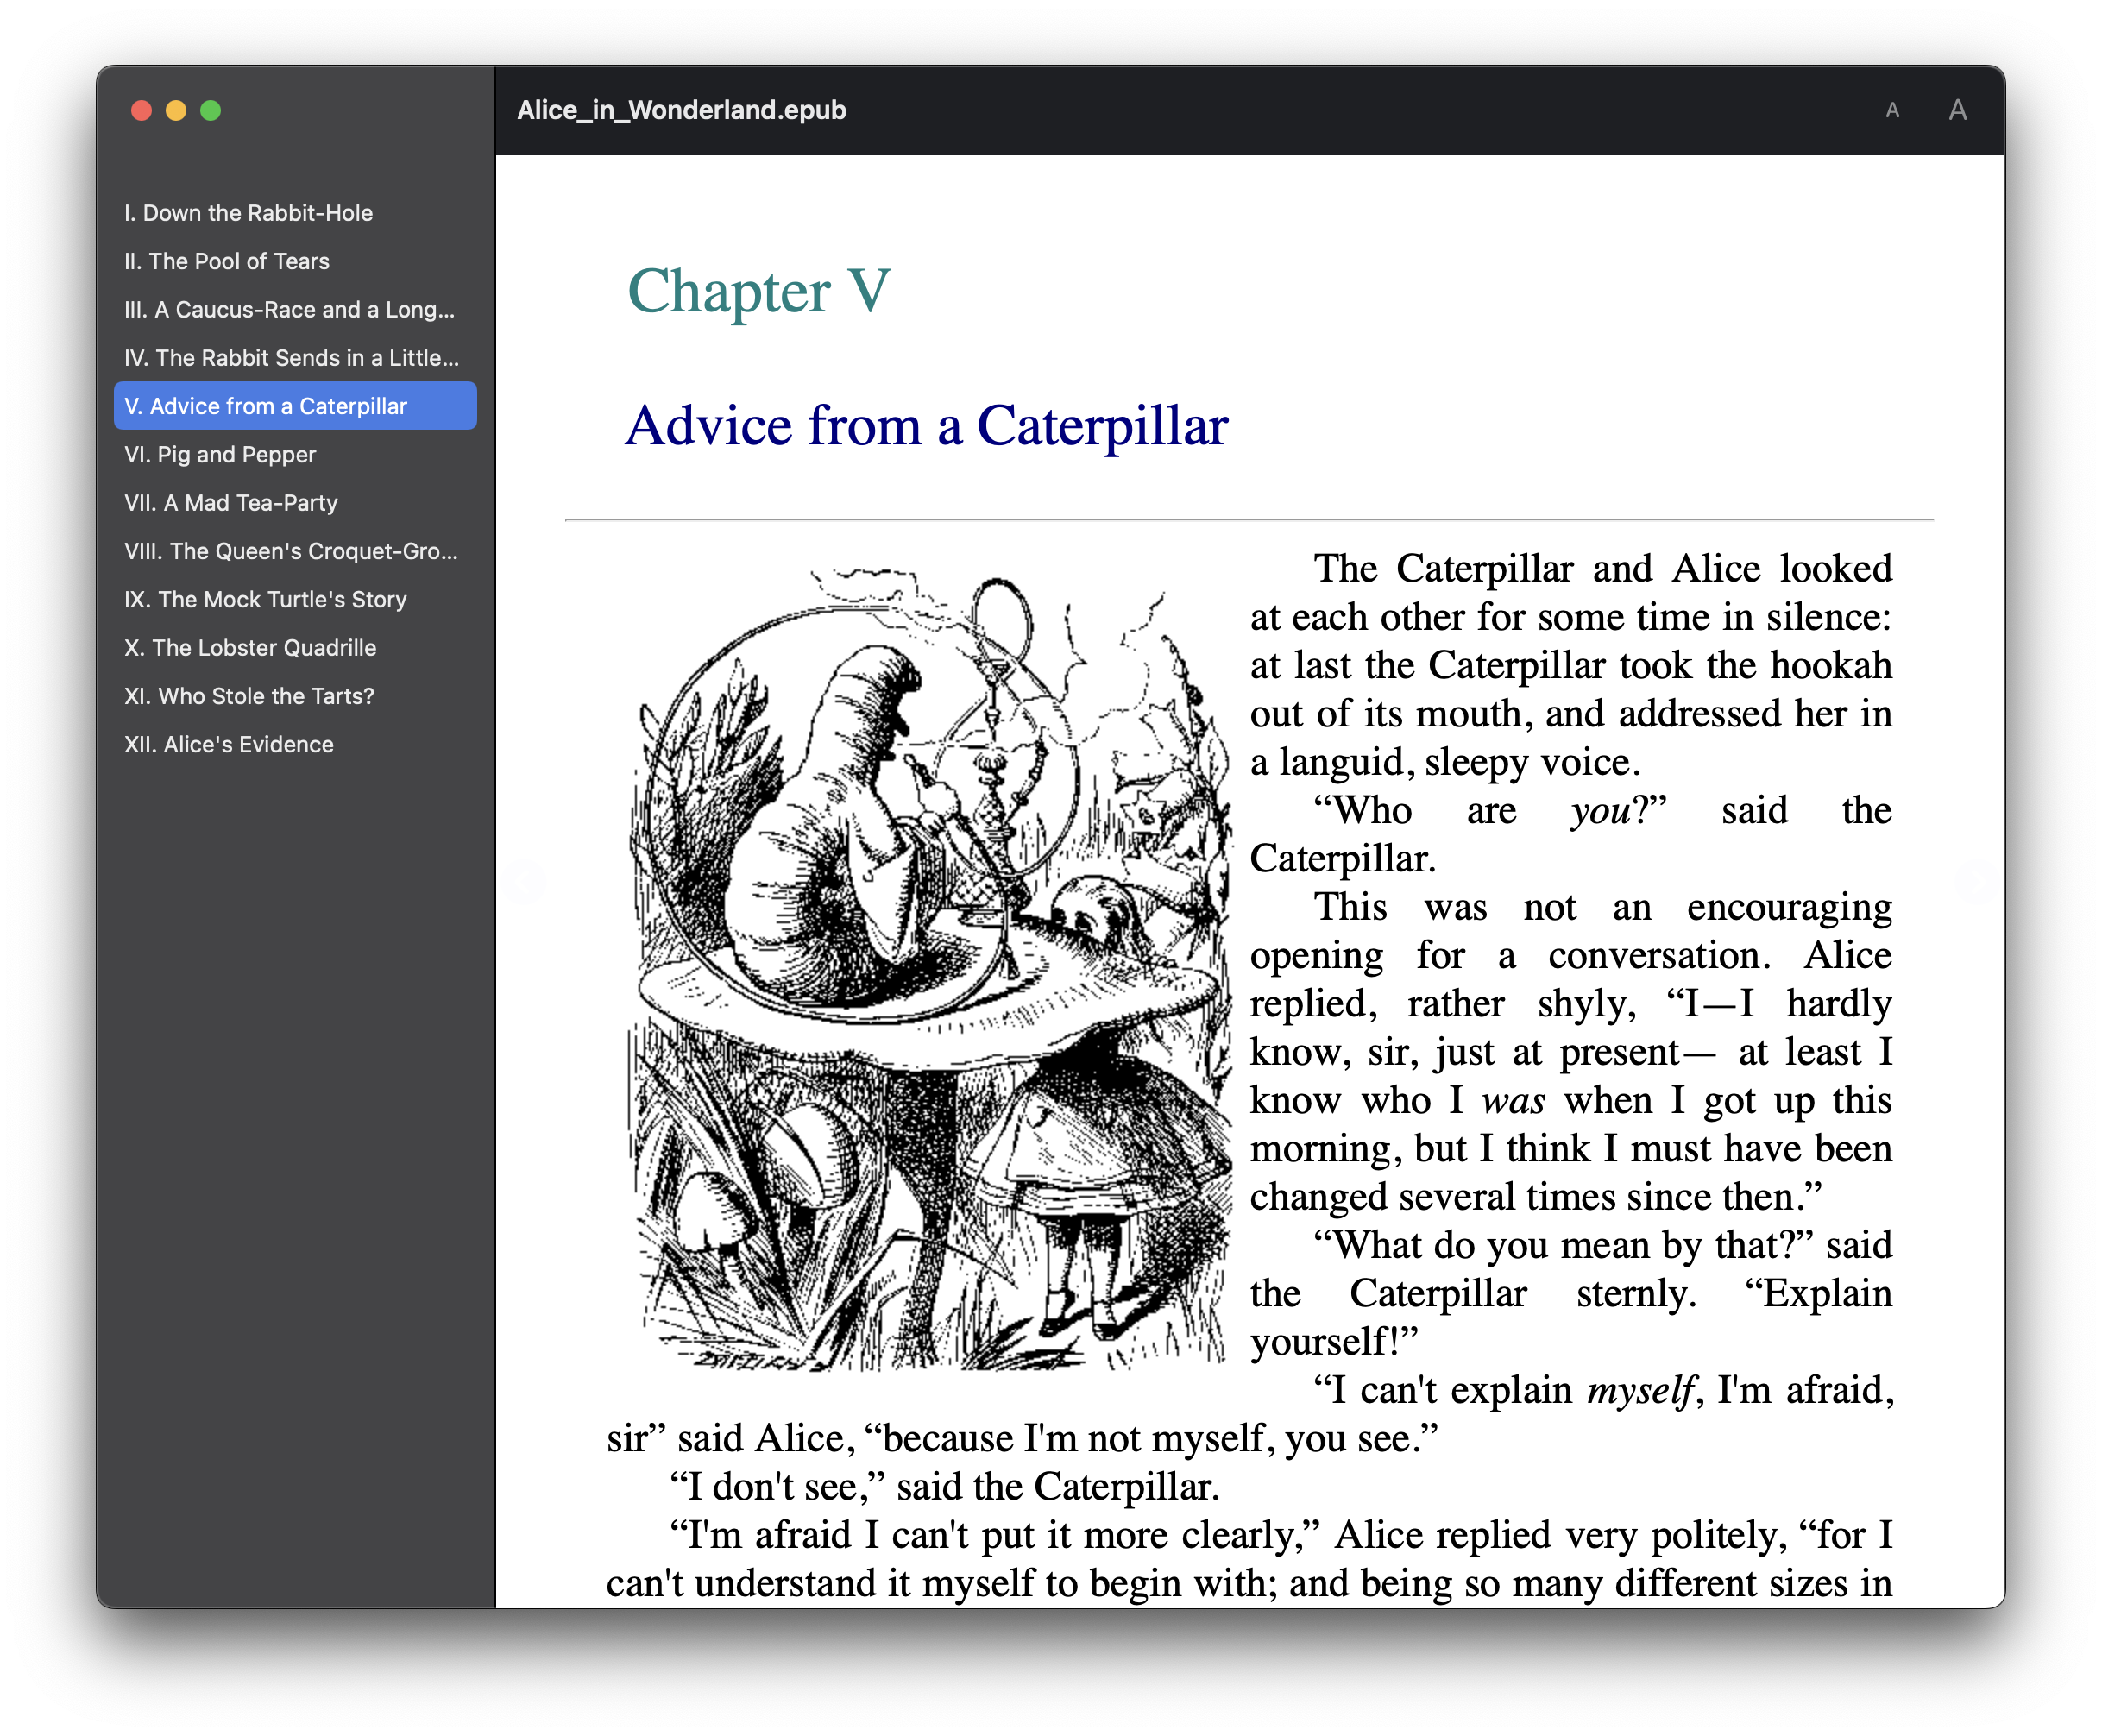 Alice_in_Wonderland.epub
A
A
I. Down the Rabbit-Hole
II. The Pool of Tears
III. A Caucus-Race and a Long...
IV. The Rabbit Sends in a Little...
V. Advice from a Caterpillar
VI. Pig and Pepper
VII. A Mad Tea-Party
VIII. The Queen's Croquet-Gro...
IX. The Mock Turtle's Story
X. The Lobster Quadrille
XI. Who Stole the Tarts?
XII. Alice's Evidence
Chapter V
Advice from a Caterpillar
The Caterpillar and Alice looked
at each other for some time in silence:
at last the Caterpillar took the hookah
out of its mouth, and addressed her in
a languid, sleepy voice.
“Who are you?” said the
Caterpillar.
This was not an encouraging
opening for a conversation. Alice
replied, rather shyly, “I—I hardly
know, sir, just at present— at least I
know who I was when I got up this
morning, but I think I must have been
changed several times since then.”
“What do you mean by that?” said
the Caterpillar sternly. “Explain
yourself!”
“I can't explain myself, I'm afraid,
sir” said Alice, “because I'm not myself, you see.”
“I don't see,” said the Caterpillar.
“I'm afraid I can't put it more clearly,” Alice replied very politely, “for I
can't understand it myself to begin with; and being so many different sizes in